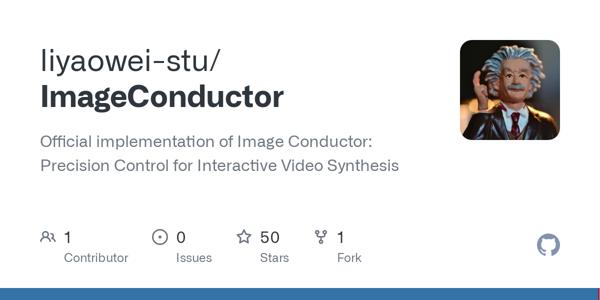 liyaowei-stu/
ImageConductor
Official implementation of Image Conductor:
Precision Control for Interactive Video Synthesis
1
Contributor
0
Issues
50
Stars
1
Fork